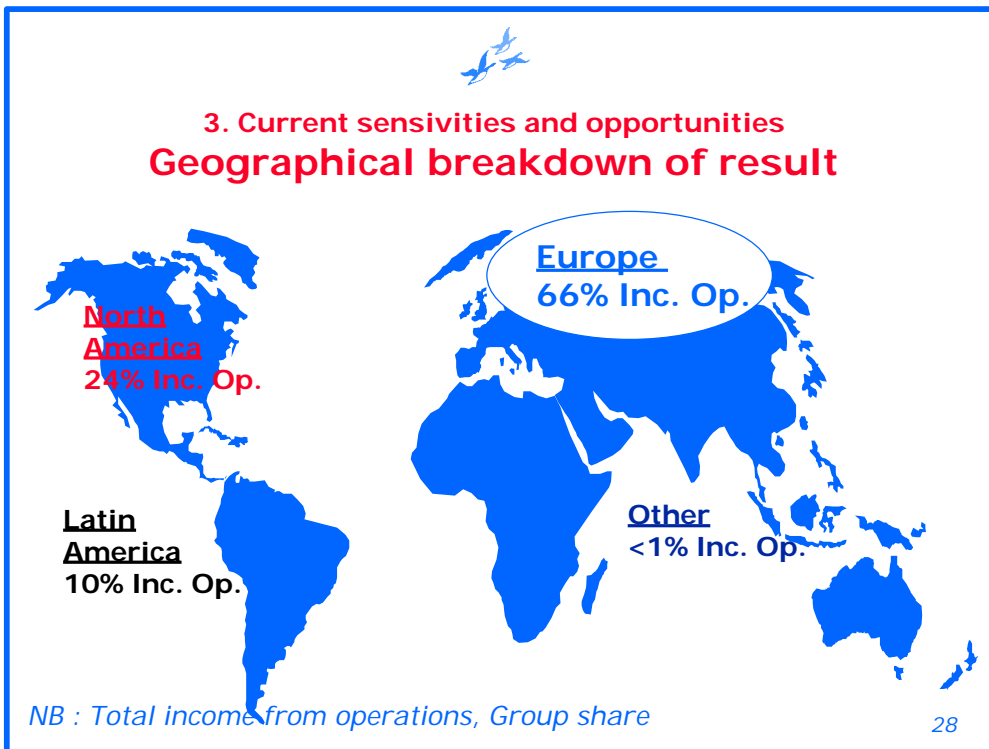 3. Current sensivities and opportunities
Geographical breakdown of result
Europe
66% Inc. Op.
North
America
24% Inc. Op.
Latin
America
10% Inc. Op.
Other
<1% Inc. Op.
NB : Total income from operations, Group share
28